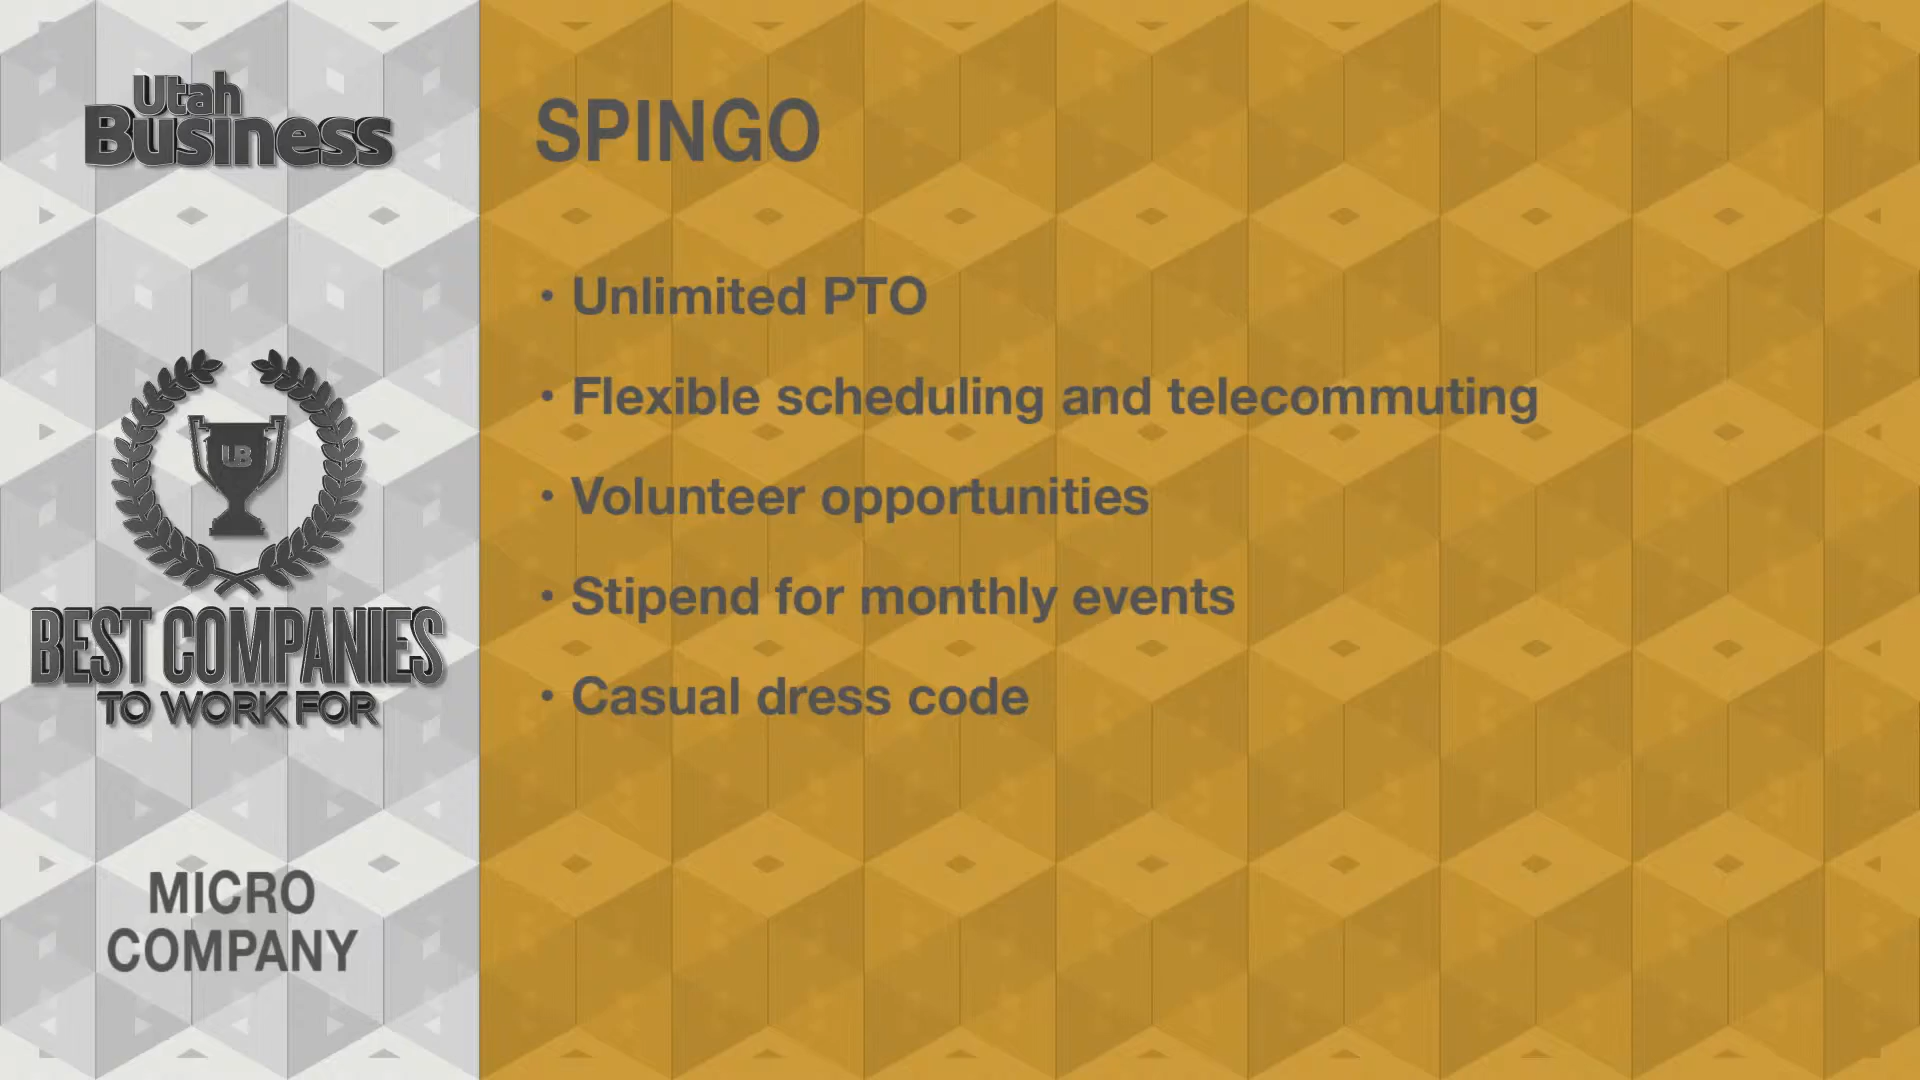 Utah
Business
UB
BEST COMPANIES
TO WORK FOR
MICRO
COMPANY
SPINGO
• Unlimited PTO
• Flexible scheduling and telecommuting
• Volunteer opportunities
• Stipend for monthly events
• Casual dress code